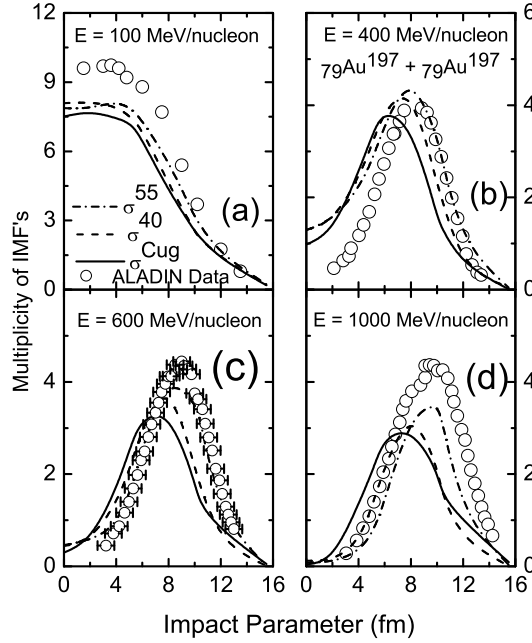 12
E = 100 MeV/nucleon
9
6
3
0
σ55
σ40
σCug
ALADIN Data
(a)
6
E = 400 MeV/nucleon
79Au197 + 79Au197
4
2
0
(b)
Multiplicity of IMF's
E = 600 MeV/nucleon
(c)
4
2
0
0 4 8 12 16
E = 1000 MeV/nucleon
(d)
4
2
0
0 4 8 12 16
Impact Parameter (fm)